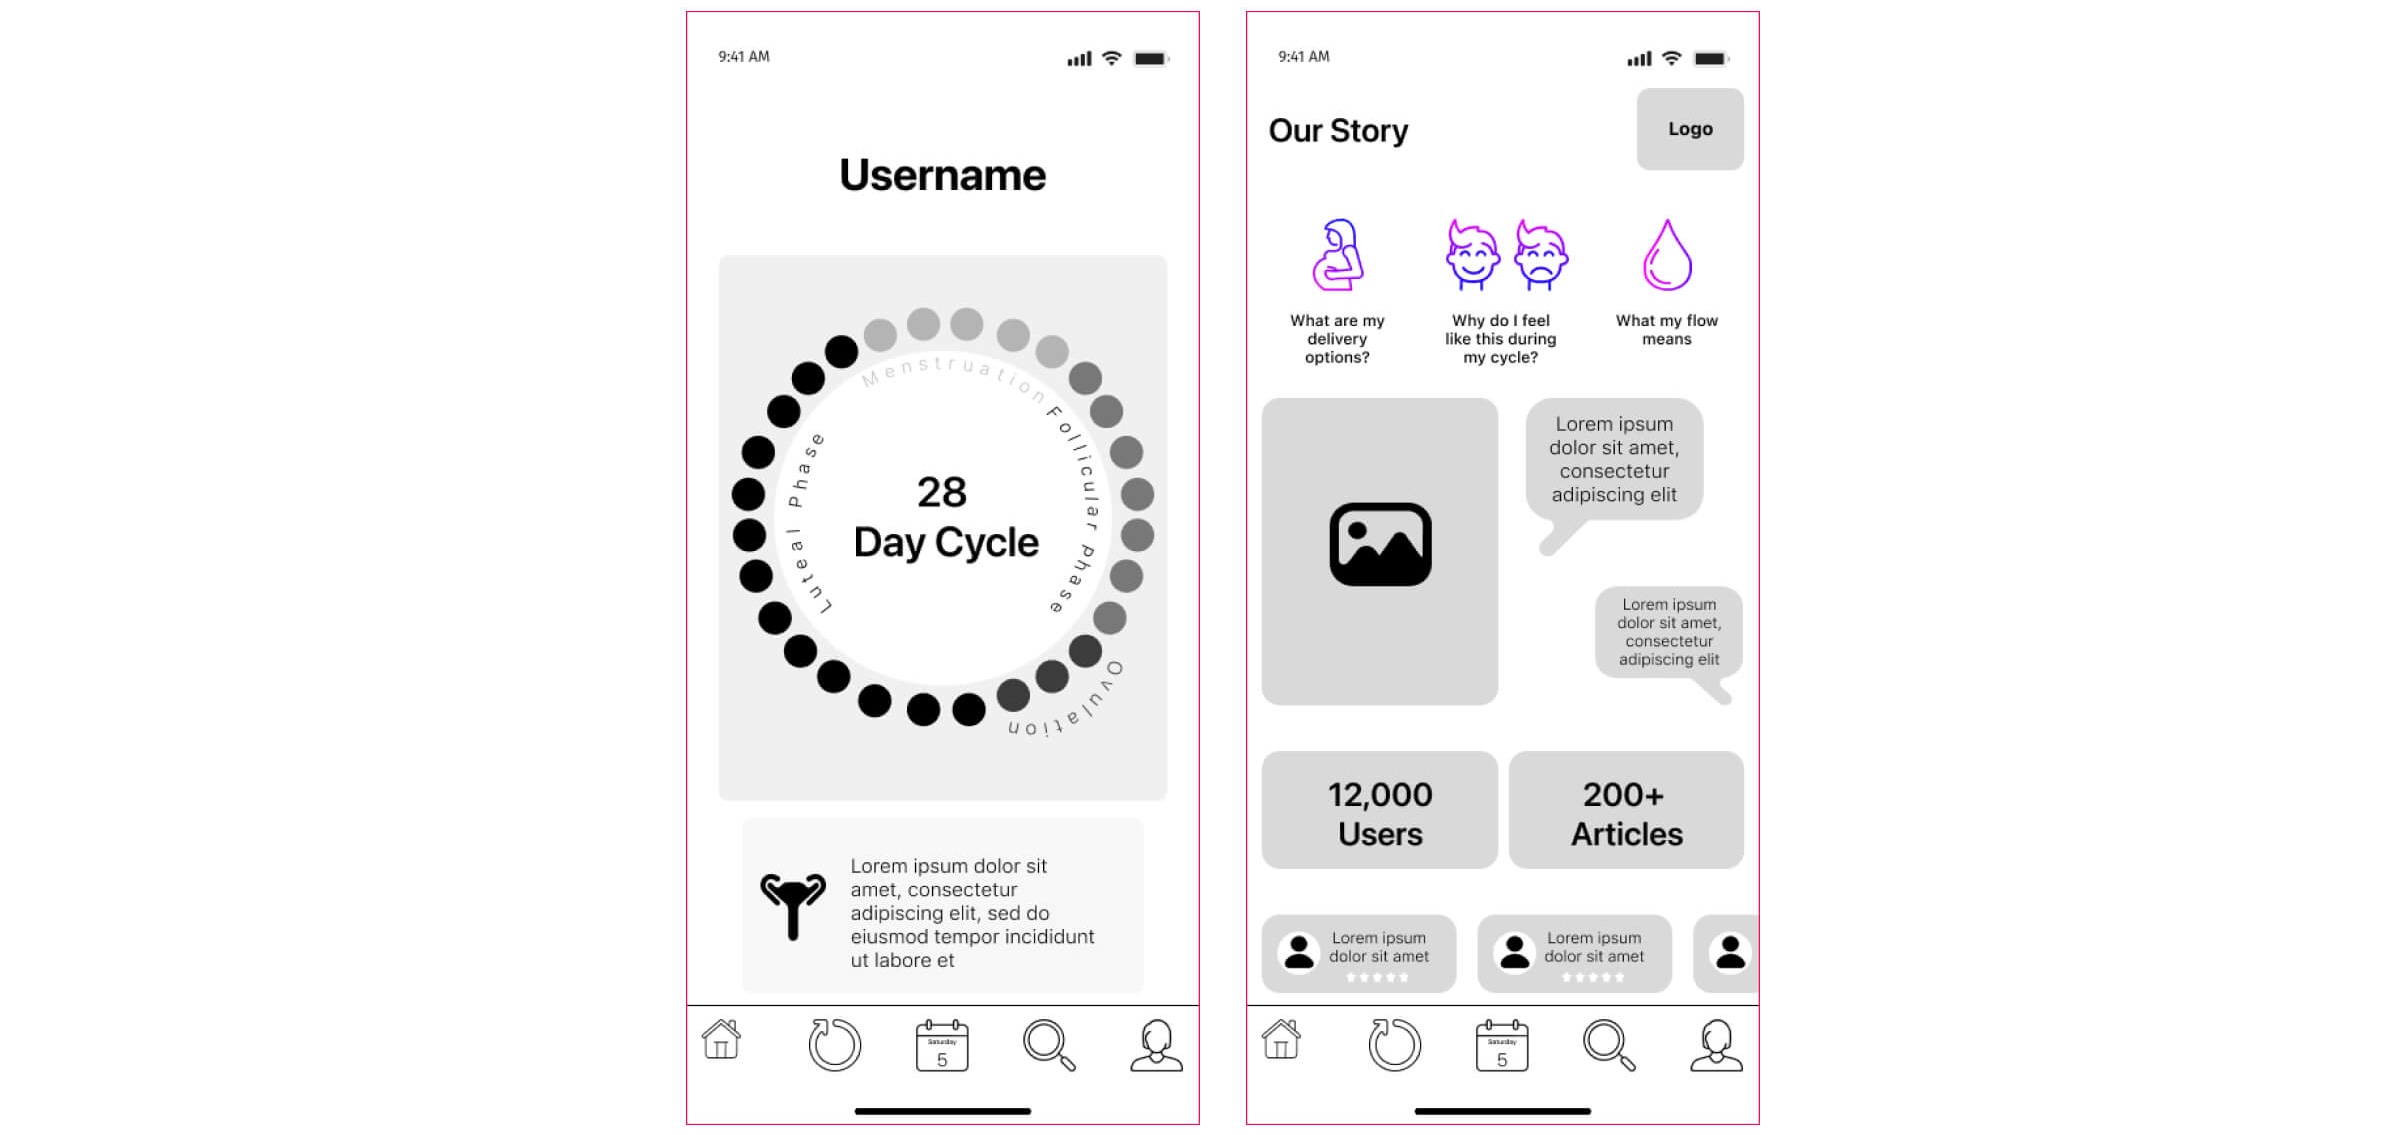 9:41 AM
Username
Menstruation
Follicular phase
Ovulation
Luteal Phase
28
Day Cycle
Lorem ipsum dolor sit
amet, consectetur
adipiscing elit, sed do
eiusmod tempor incididunt
ut labore et
Saturday
5
9:41 AM
Our Story
Logo
What are my
delivery
options?
Why do I feel
like this during
my cycle?
What my flow
means
Lorem ipsum
dolor sit amet,
consectetur
adipiscing elit
Lorem ipsum
dolor sit amet,
consectetur
adipiscing elit
12,000
Users
200+
Articles
Lorem ipsum
dolor sit amet
Lorem ipsum
dolor sit amet
Saturday
5